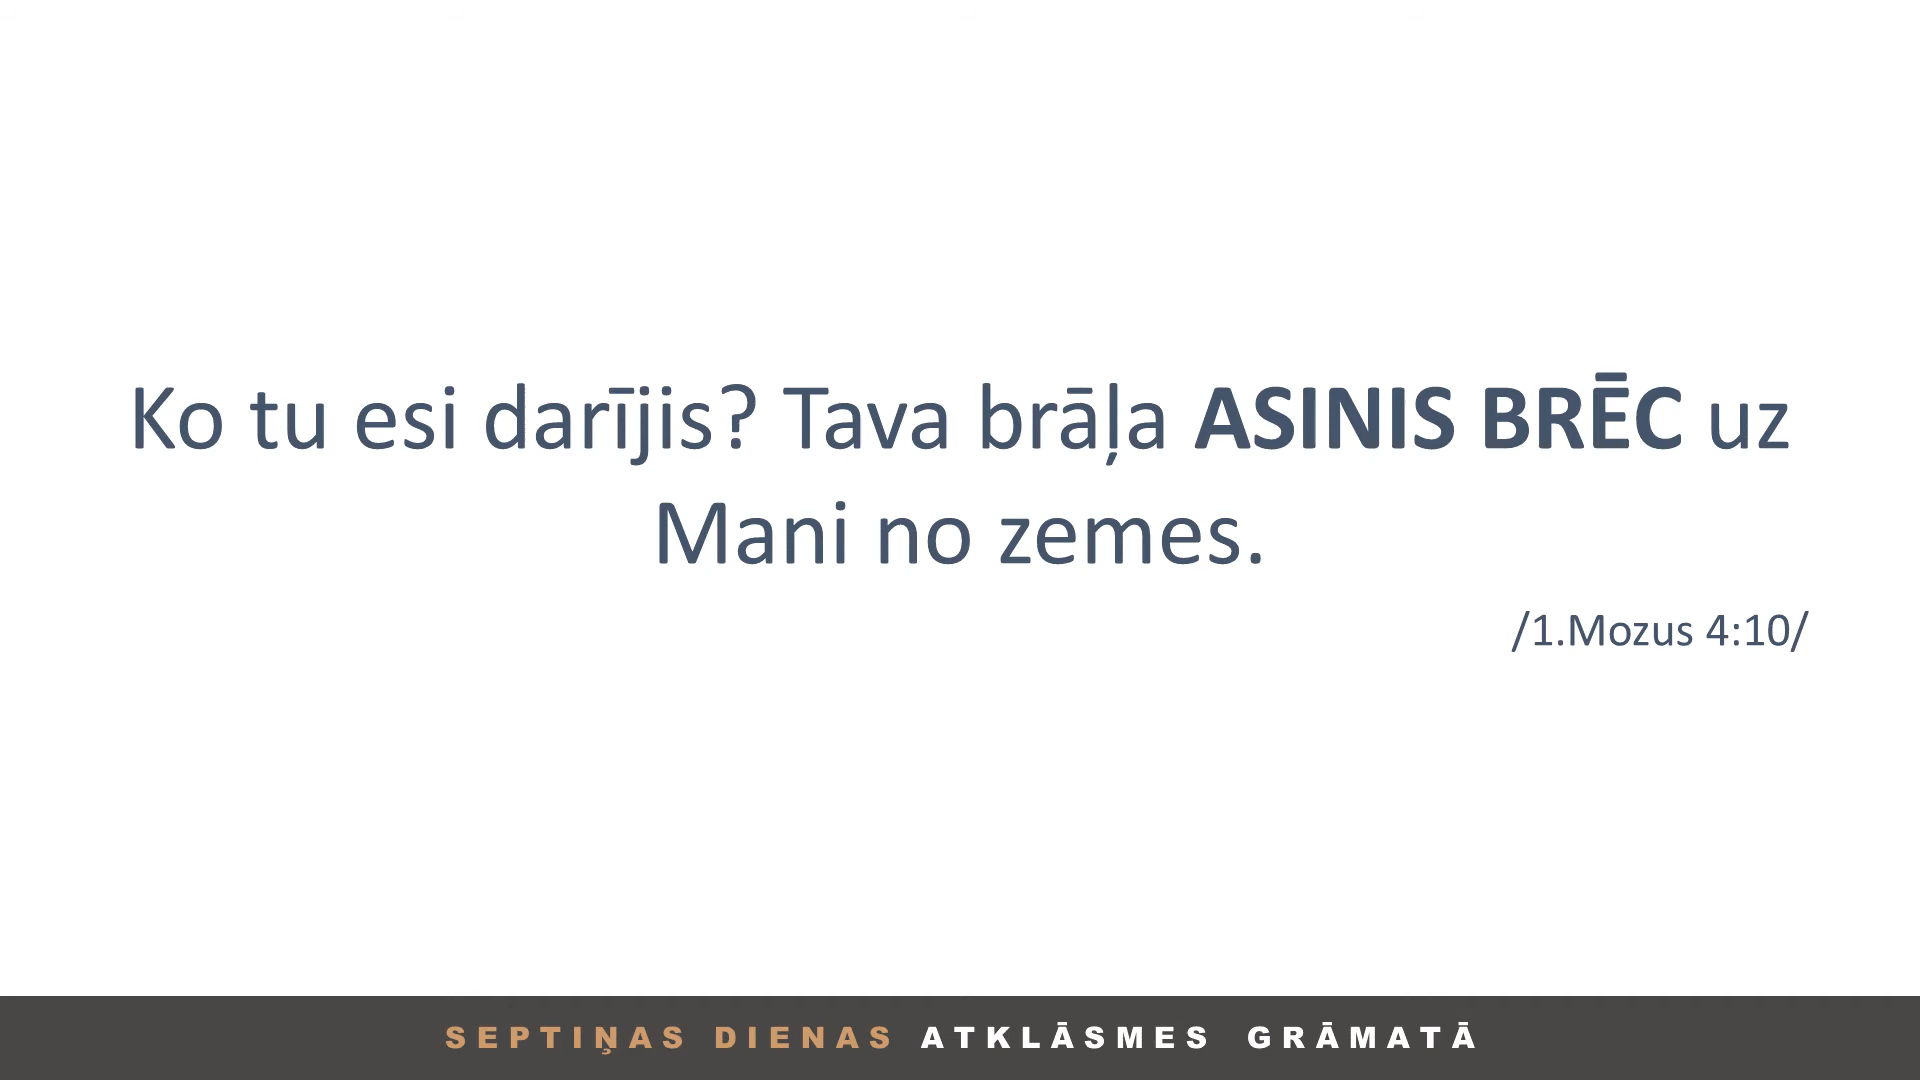 Ko tu esi darījis? Tava brāļa ASINIS BRĒC uz
Mani no zemes.
/1.Mozus 4:10/
SEPTIŅAS DIENAS ATKLĀSMES GRĀMATĀ